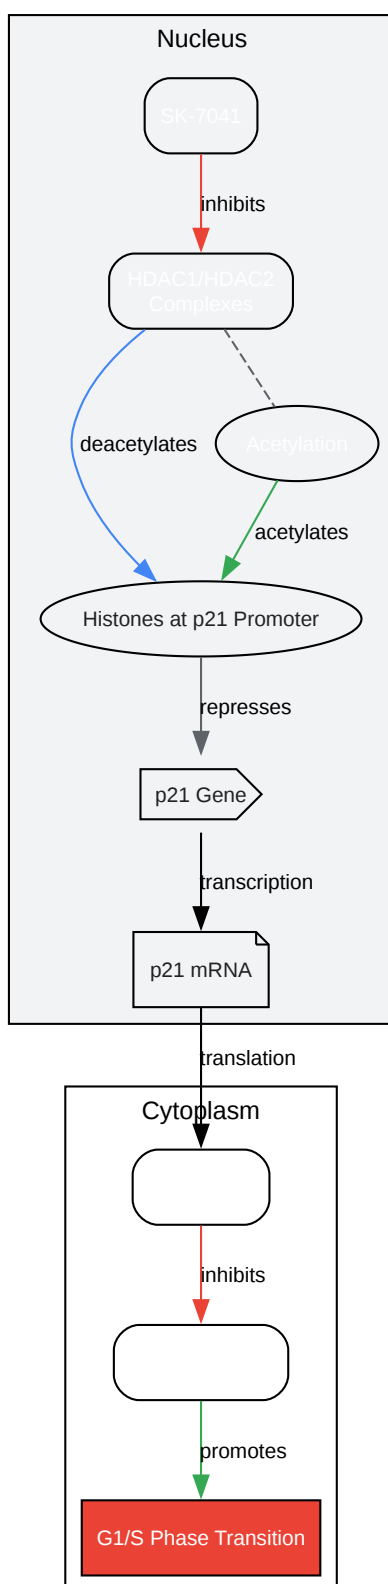 Nucleus
SK-7041
inhibits
HDAC1/HDAC2
Complexes
deacetylates
Acetylation
acetylates
Histones at p21 Promoter
represses
p21 Gene
transcription
p21 mRNA
translation
Cytoplasm
inhibits
promotes
G1/S Phase Transition